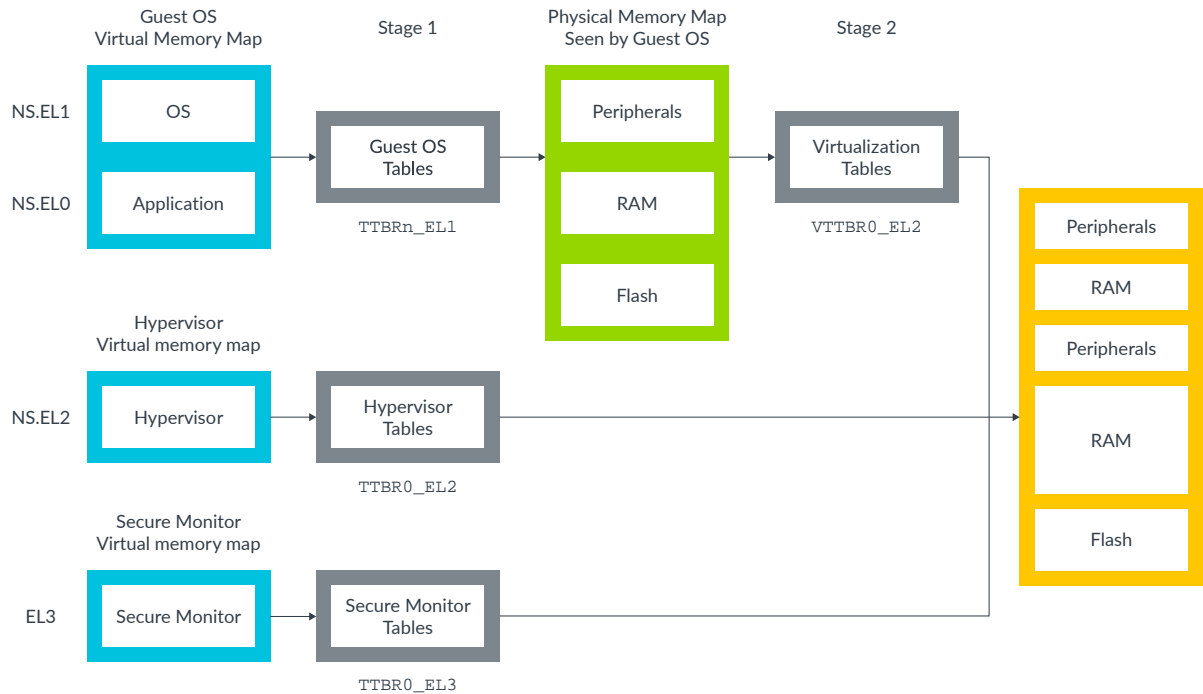 Guest OS
Virtual Memory Map
Stage 1
Physical Memory Map
Seen by Guest OS
Stage 2
NS.EL1
OS
Peripherals
Guest OS
Tables
Virtualization
Tables
NS.EL0
Application
RAM
TTBRn_EL1
VTTBR0_EL2
Peripherals
Flash
RAM
Hypervisor
Virtual memory map
Peripherals
NS.EL2
Hypervisor
Hypervisor
Tables
RAM
TTBR0_EL2
Secure Monitor
Virtual memory map
Flash
EL3
Secure Monitor
Secure Monitor
Tables
TTBR0_EL3